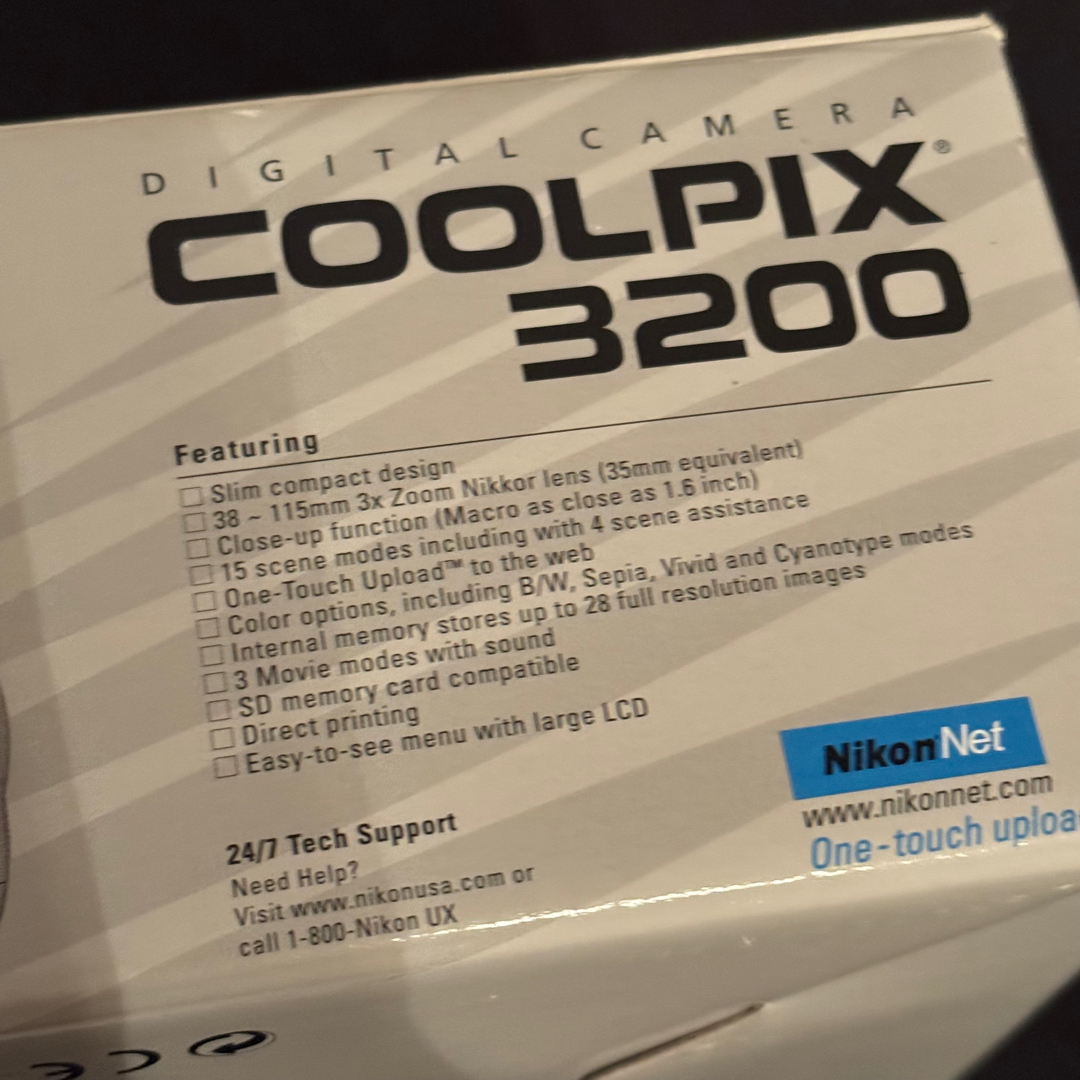 DIGITAL CAMERA
COOLPIX®
3200
Featuring
☐ Slim compact design
☐ 38 ~ 115mm 3x Zoom Nikkor lens (35mm equivalent)
☐ Close-up function (Macro as close as 1.6 inch)
☐ 15 scene modes including with 4 scene assistance
☐ One-Touch Upload™ to the web
☐ Color options, including B/W, Sepia, Vivid and Cyanotype modes
☐ Internal memory stores up to 28 full resolution images
☐ 3 Movie modes with sound
☐ SD memory card compatible
☐ Direct printing
☐ Easy-to-see menu with large LCD
NikonNet
www.nikonnet.com
One-touch uploa
24/7 Tech Support
Need Help?
Visit www.nikonusa.com or
call 1-800-Nikon UX
CE